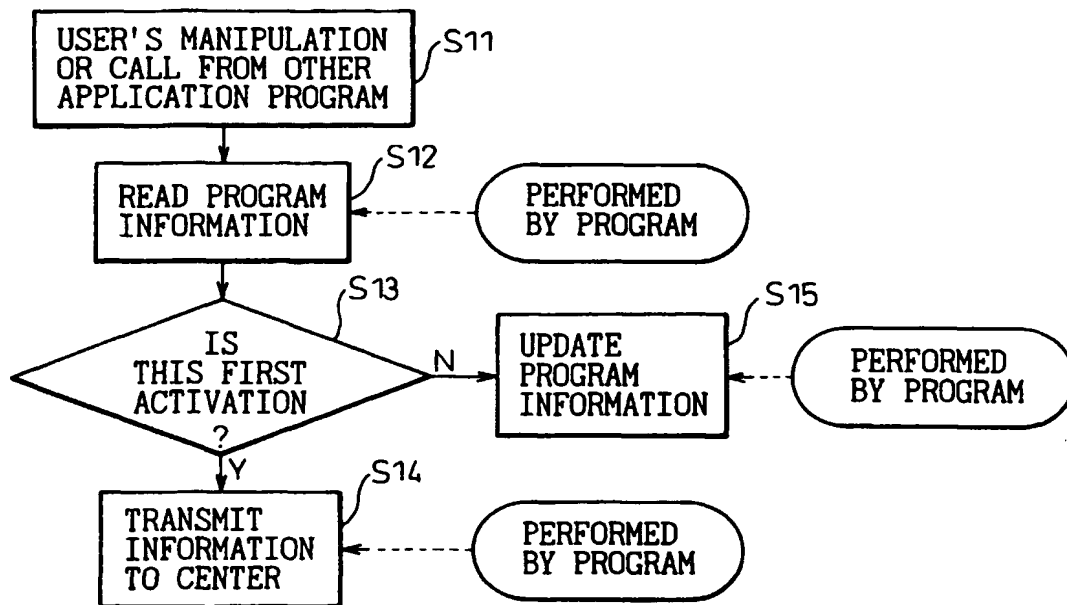 USER'S MANIPULATION
OR CALL FROM OTHER
APPLICATION PROGRAM
S11
S12
READ PROGRAM
INFORMATION
PERFORMED
BY PROGRAM
S13
IS
THIS FIRST
ACTIVATION
?
N
Y
S15
UPDATE
PROGRAM
INFORMATION
PERFORMED
BY PROGRAM
S14
TRANSMIT
INFORMATION
TO CENTER
PERFORMED
BY PROGRAM